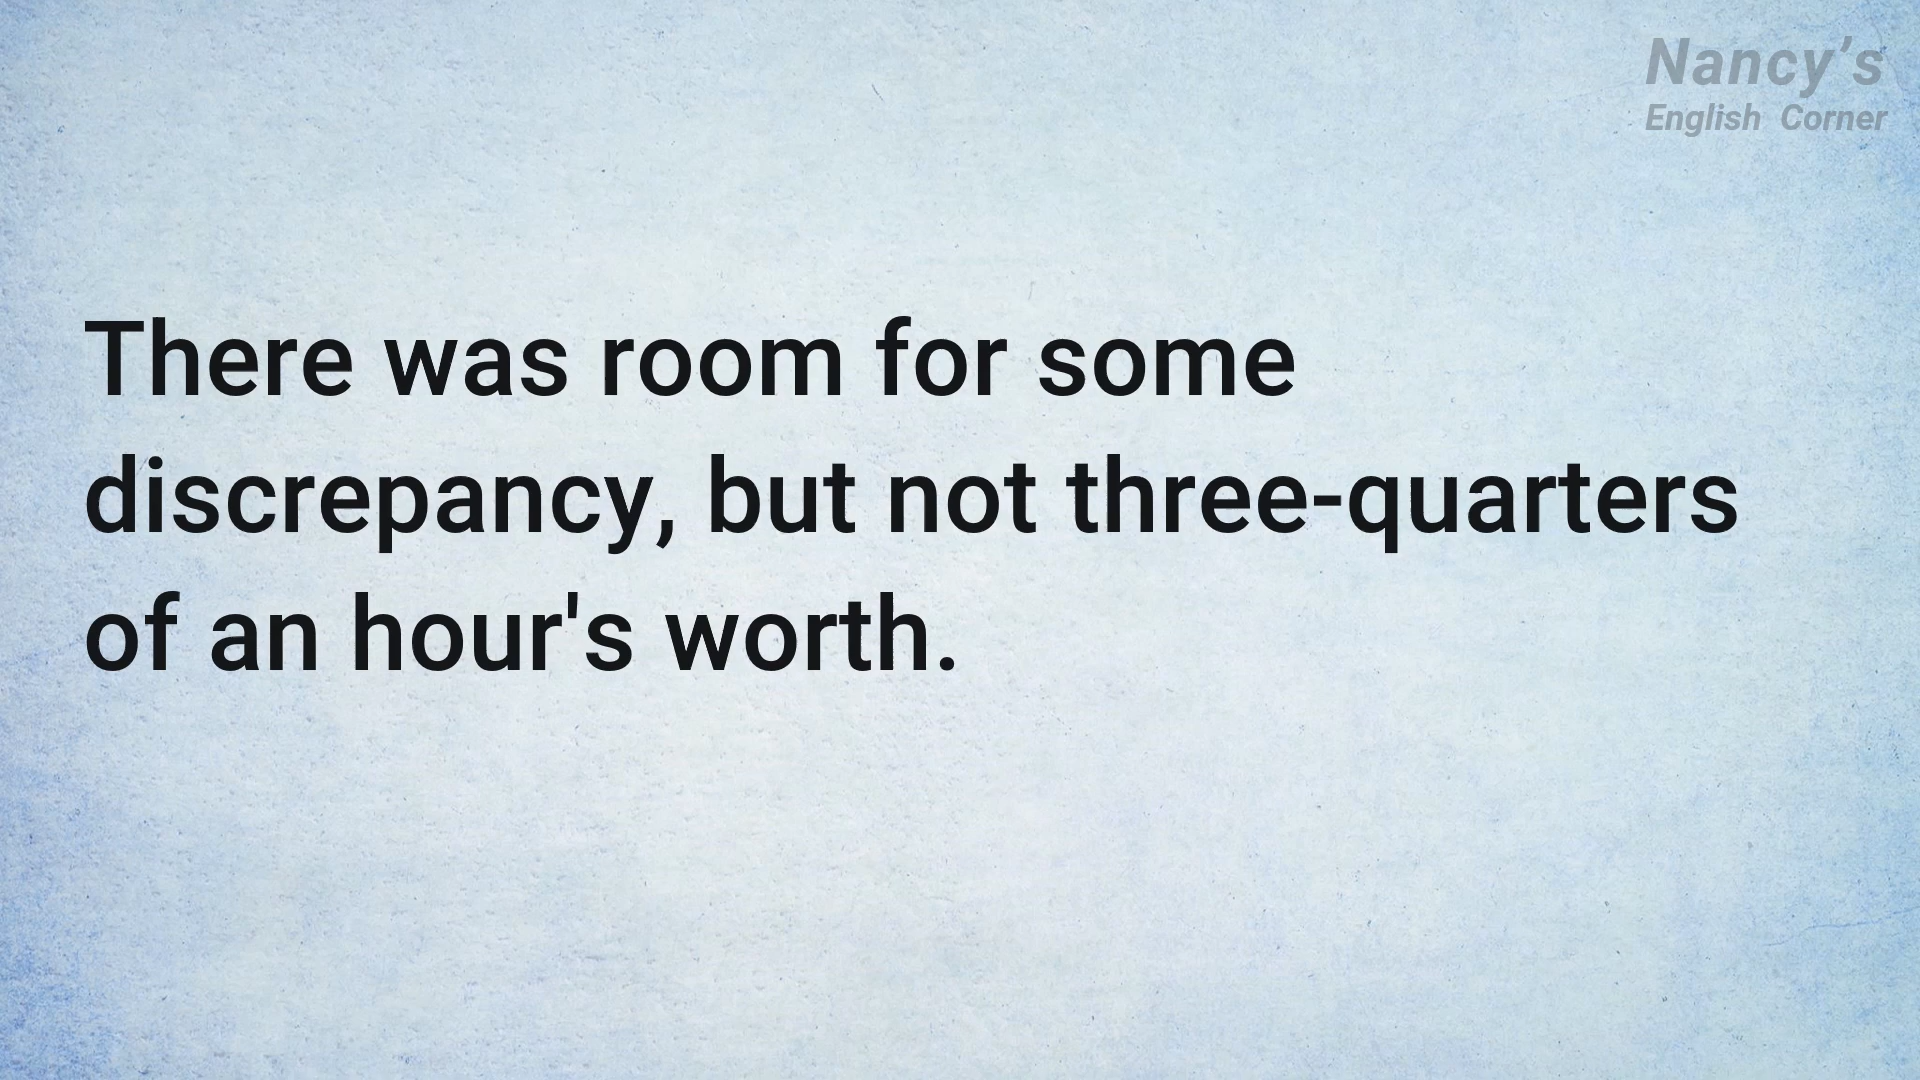 Nancy’s
English Corner
There was room for some
discrepancy, but not three-quarters
of an hour's worth.